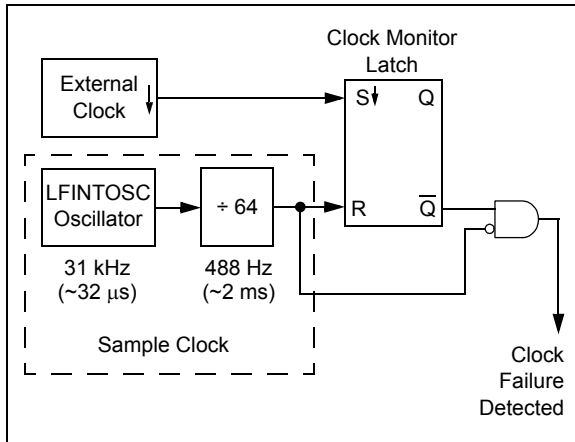 Clock Monitor
Latch
External
Clock
S
Q
LFINTOSC
Oscillator
÷ 64
R
Q̅
31 kHz
(~32 μs)
488 Hz
(~2 ms)
Sample Clock
Clock
Failure
Detected